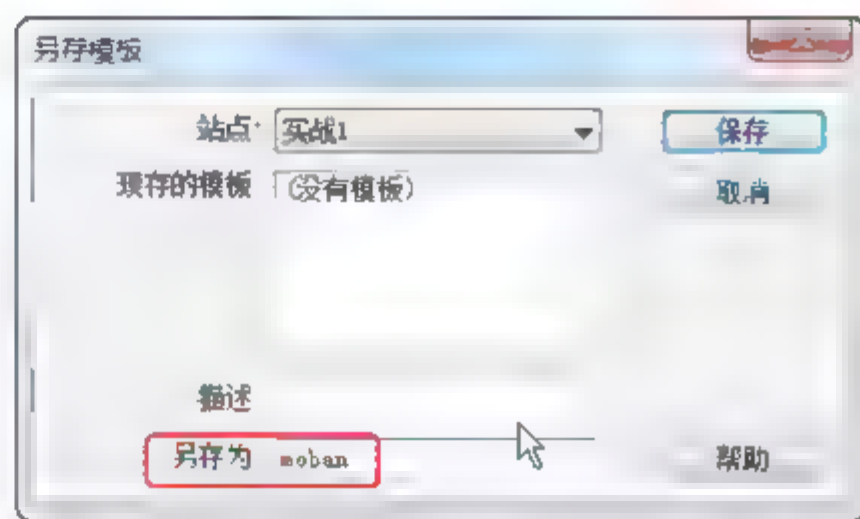 另存模板
站点: 实战1
保存
现存的模板 (没有模板)
取消
描述
另存为 moban
帮助